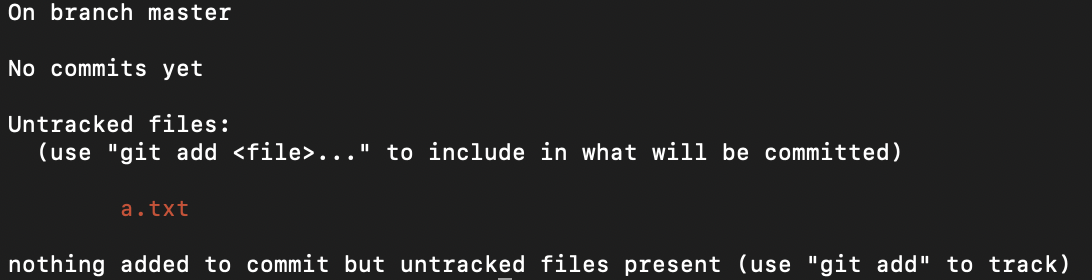 On branch master
No commits yet
Untracked files:
(use "git add <file>..." to include in what will be committed)
a.txt
nothing added to commit but untracked files present (use "git add" to track)